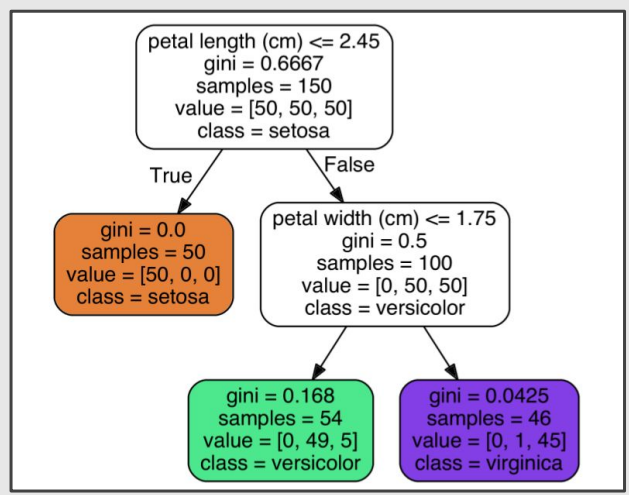 petal length (cm) <= 2.45
gini = 0.6667
samples = 150
value = [50, 50, 50]
class = setosa
True
False
gini = 0.0
samples = 50
value = [50, 0, 0]
class = setosa
petal width (cm) <= 1.75
gini = 0.5
samples = 100
value = [0, 50, 50]
class = versicolor
gini = 0.168
samples = 54
value = [0, 49, 5]
class = versicolor
gini = 0.0425
samples = 46
value = [0, 1, 45]
class = virginica